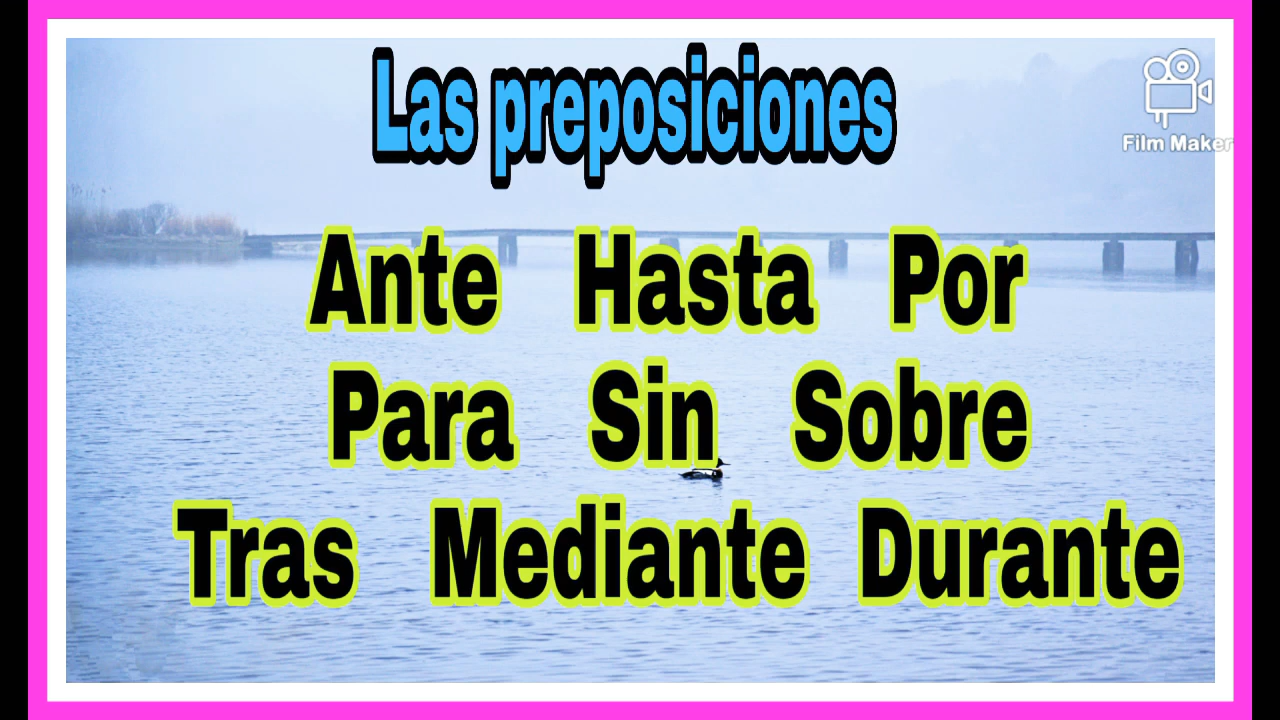 Las preposiciones
Film Maker
Ante Hasta Por
Para Sin Sobre
Tras Mediante Durante